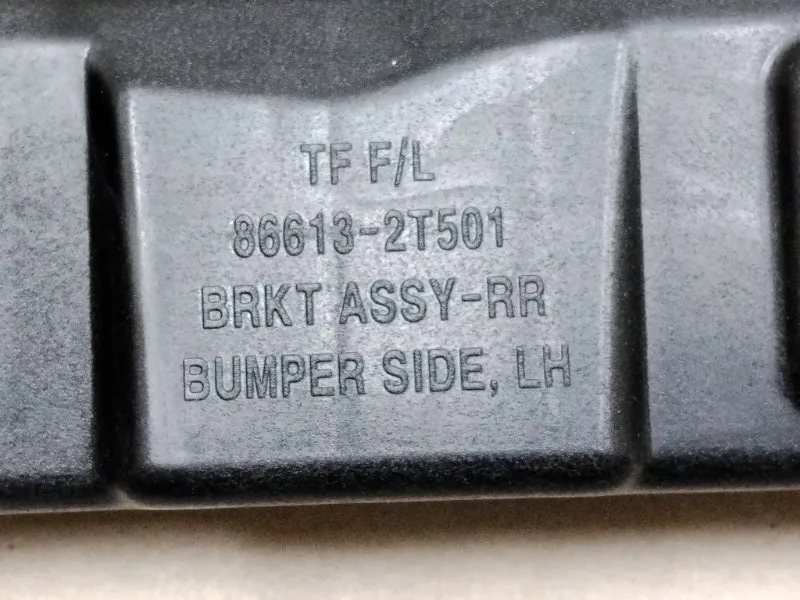 TF F/L
86613-2T501
BRKT ASSY-RR
BUMPER SIDE, LH